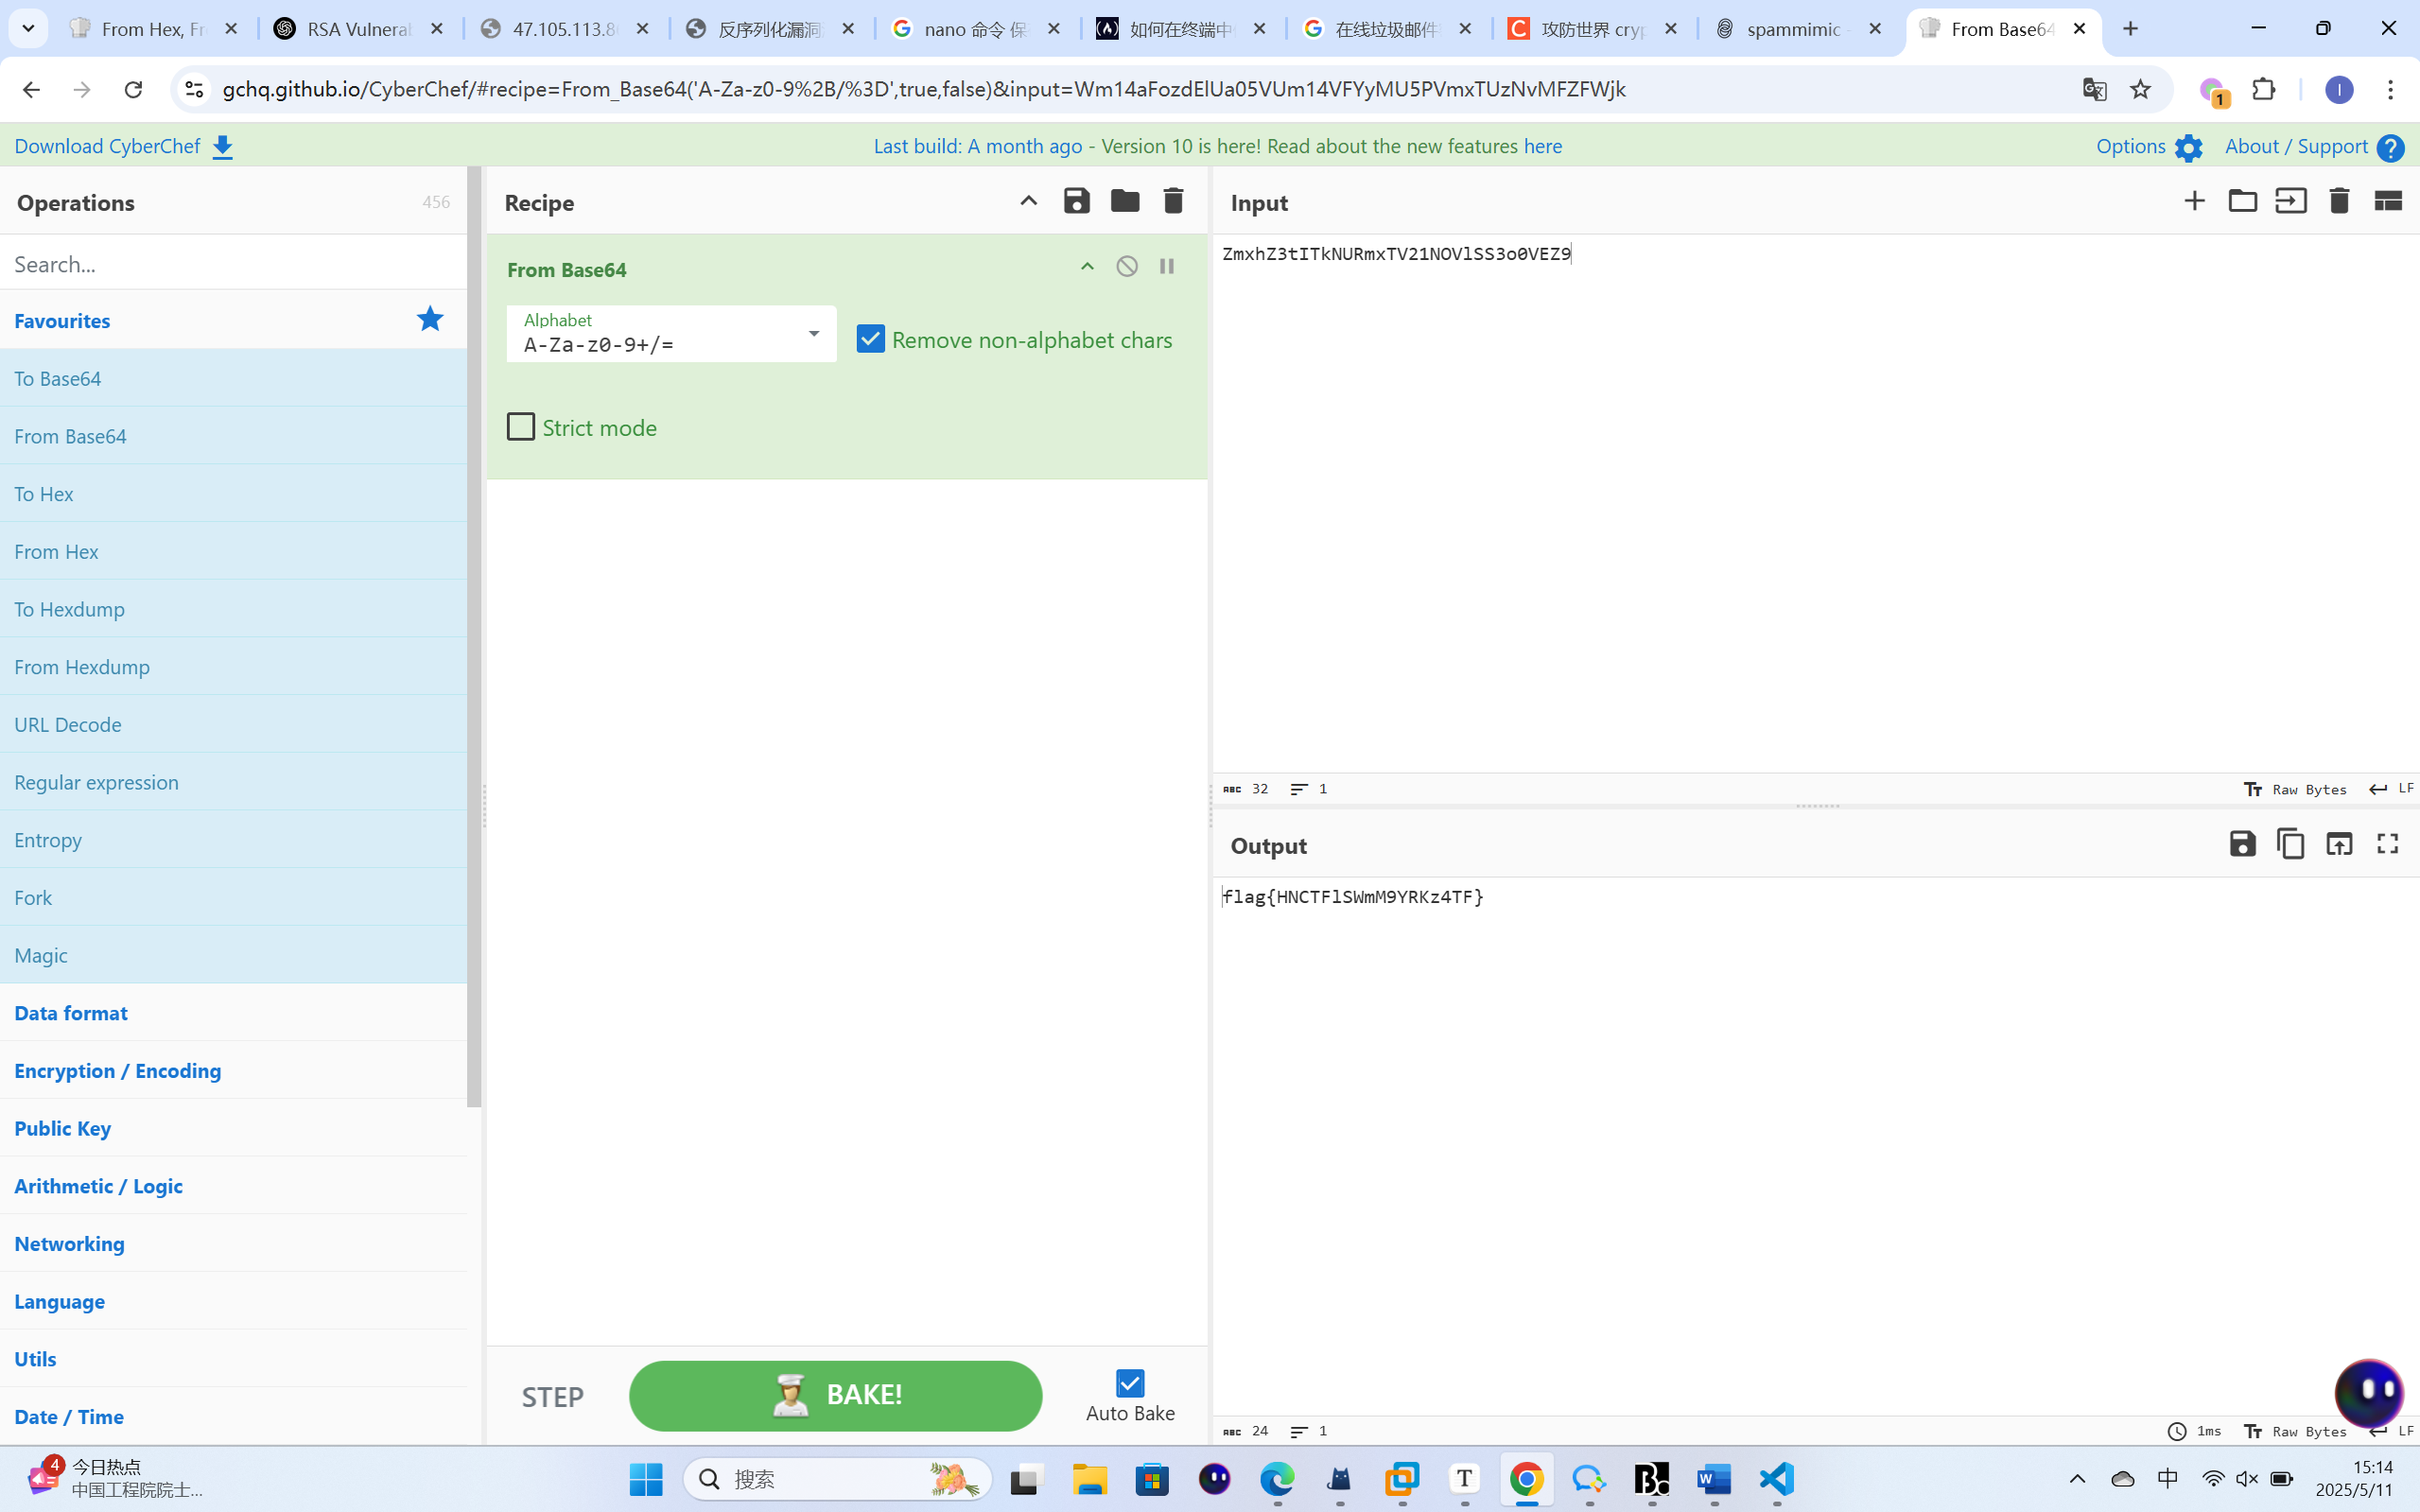 From Hex, Fr
RSA Vulnerab
47.105.113.8
反序列化漏洞
nano 命令 保
如何在终端中
在线垃圾邮件
攻防世界 cryp
spammimic
From Base64
gchq.github.io/CyberChef/#recipe=From_Base64('A-Za-z0-9%2B/%3D',true,false)&input=Wm14aFozdElUa05VUm14VFYyMU5PVmxTUzNvMFZFWjk
1
I
Download CyberChef
Last build: A month ago - Version 10 is here! Read about the new features here
Options
About / Support
Operations
456
Search...
Favourites
To Base64
From Base64
To Hex
From Hex
To Hexdump
From Hexdump
URL Decode
Regular expression
Entropy
Fork
Magic
Data format
Encryption / Encoding
Public Key
Arithmetic / Logic
Networking
Language
Utils
Date / Time
Recipe
From Base64
Alphabet
A-Za-z0-9+/=
Remove non-alphabet chars
Strict mode
STEP
BAKE!
Auto Bake
Input
ZmxhZ3tITkNURmxTV21NOVlSS3o0VEZ9
ABC 32
1
Raw Bytes
LF
Output
flag{HNCTFlSWmM9YRKz4TF}
ABC 24
1
1ms
Raw Bytes
LF
4
今日热点
中国工程院院士...
搜索
中
15:14
2025/5/11